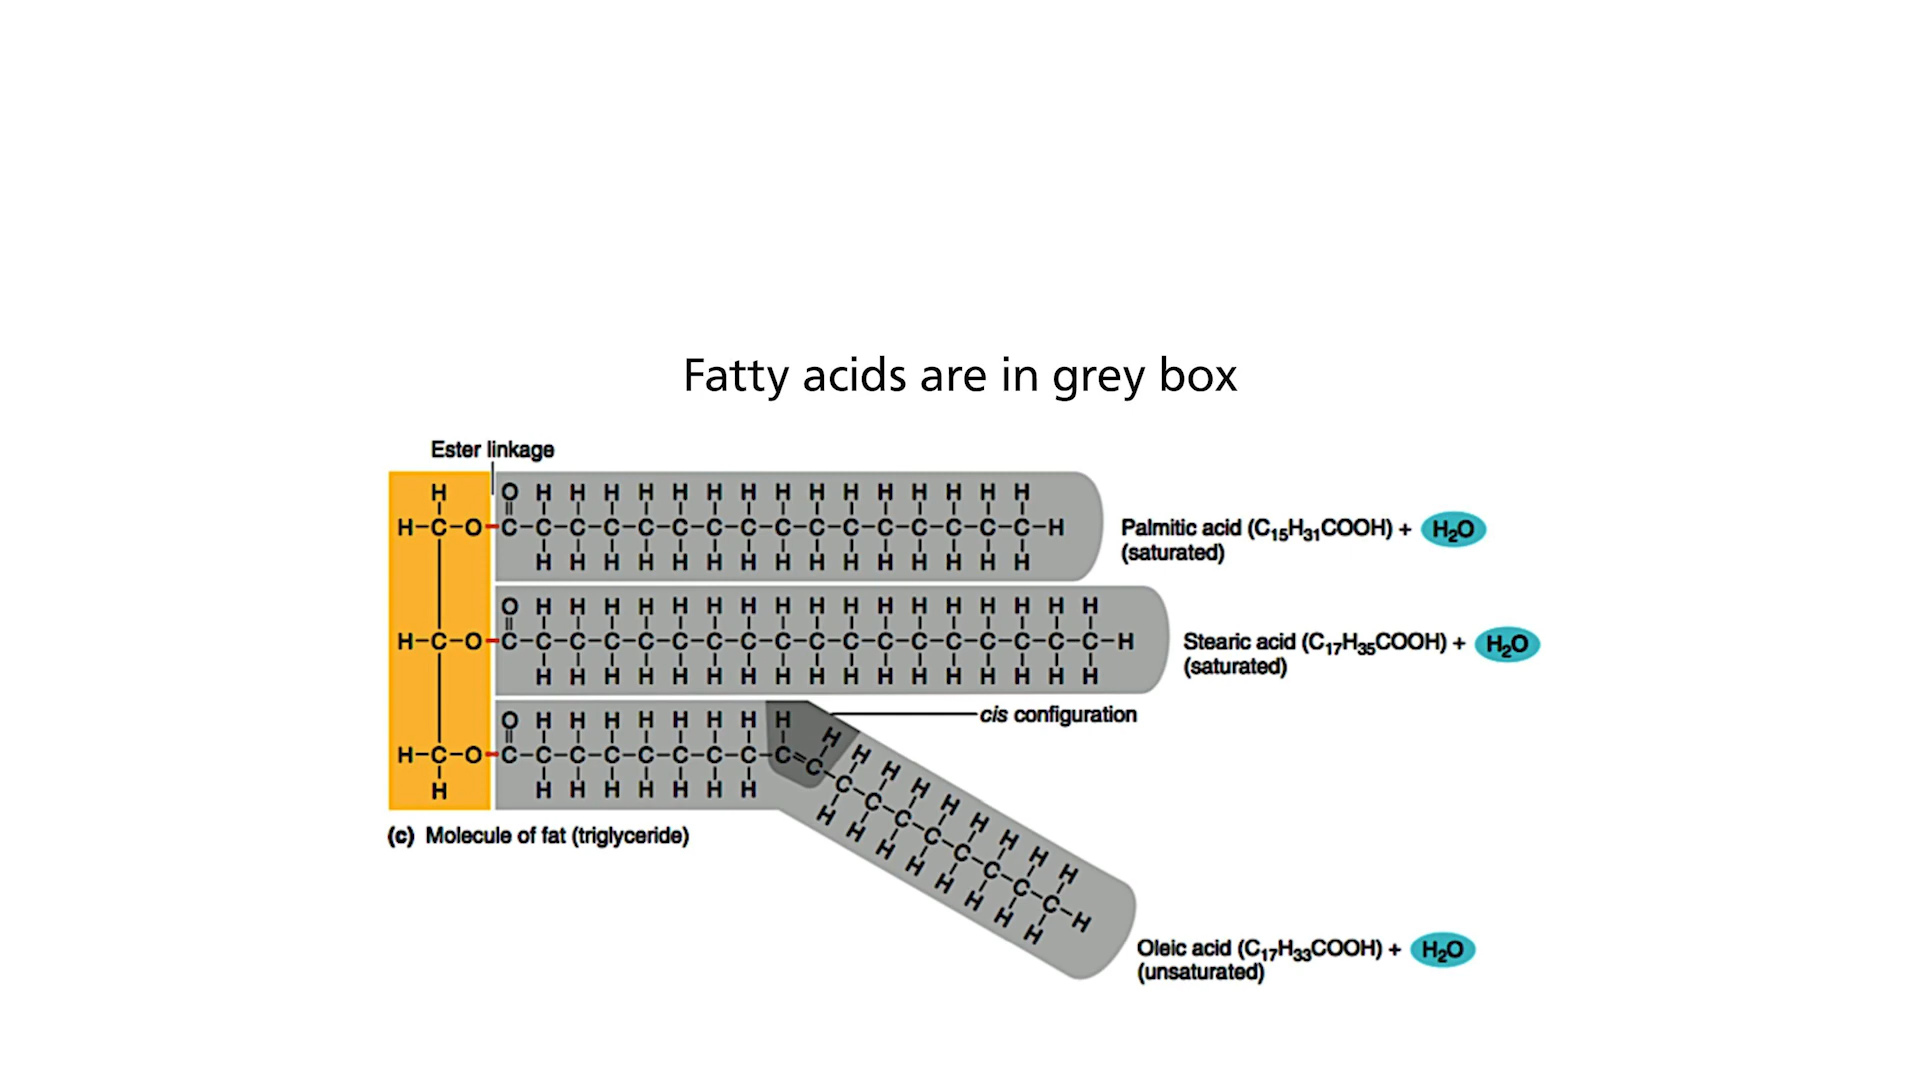 Fatty acids are in grey box
Ester linkage
H O H H H H H H H H H H H H H H H
H-C-O-C-C-C-C-C-C-C-C-C-C-C-C-C-C-C-C-H
H H H H H H H H H H H H H H H
Palmitic acid (C₁₅H₃₁COOH) + H₂O
(saturated)
O H H H H H H H H H H H H H H H H H
H-C-O-C-C-C-C-C-C-C-C-C-C-C-C-C-C-C-C-C-C-H
H H H H H H H H H H H H H H H H H
Stearic acid (C₁₇H₃₅COOH) + H₂O
(saturated)
cis configuration
O H H H H H H H H H H H H H H H H H
H-C-O-C-C-C-C-C-C-C-C-C=C-C-C-C-C-C-C-C-C-H
H H H H H H H H H H H H H H H H
(c) Molecule of fat (triglyceride)
Oleic acid (C₁₇H₃₃COOH) + H₂O
(unsaturated)